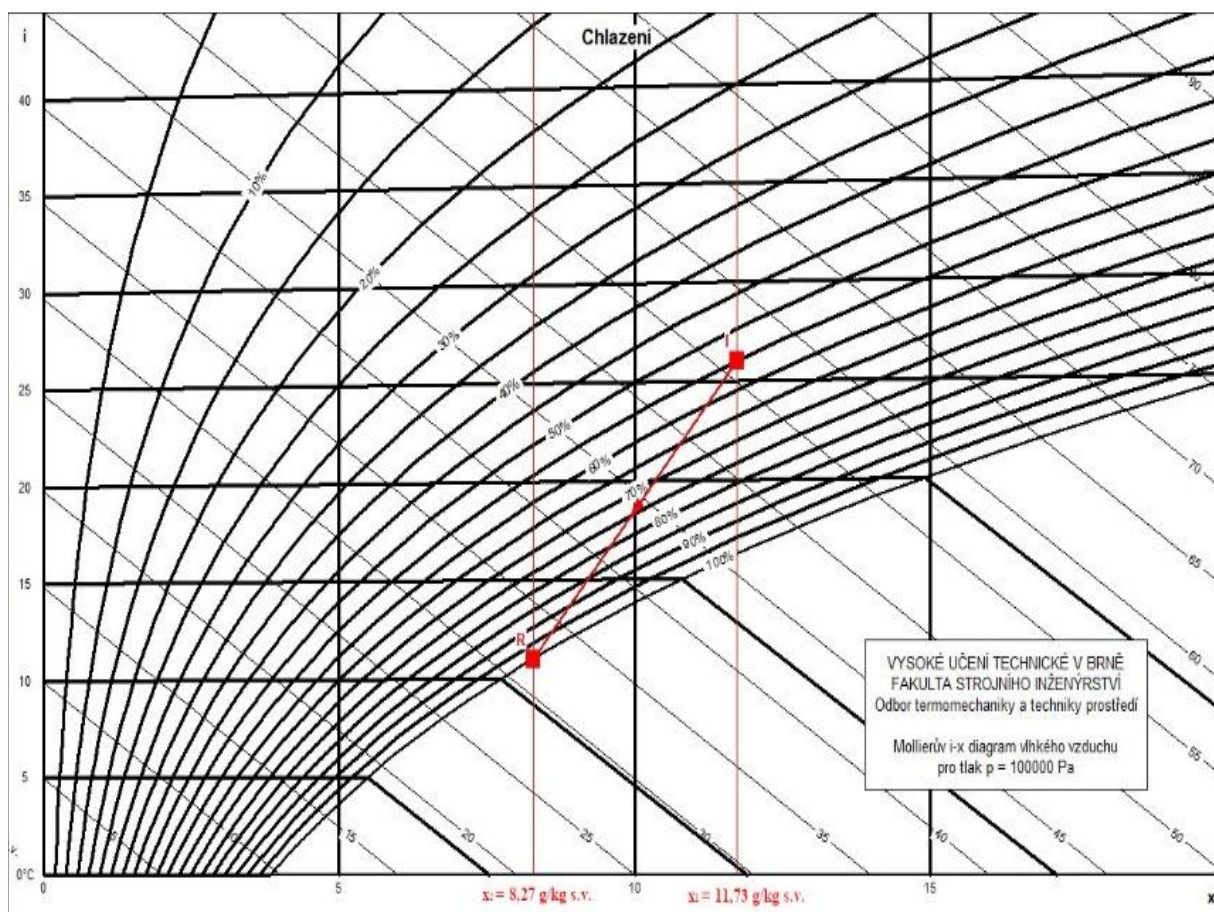 i
Chlazení
40
35
30
25
20
15
10
5
0°C
10%
20%
30%
40%
50%
60%
70%
80%
90%
100%
I
R
80
70
65
60
55
50
45
40
35
30
25
20
15
10
5
VYSOKÉ UČENÍ TECHNICKÉ V BRNĚ
FAKULTA STROJNÍHO INŽENÝRSTVÍ
Odbor termomechaniky a techniky prostředí
Mollierův i-x diagram vlhkého vzduchu
pro tlak p = 100000 Pa
0
5
10
15
x
x₂ = 8,27 g/kg s.v.
x₁ = 11,73 g/kg s.v.